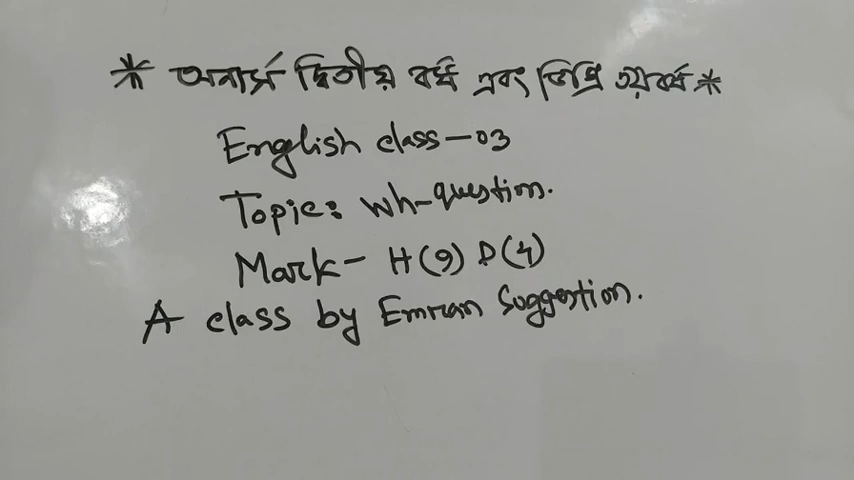 * অনার্স দ্বিতীয় বর্ষ এবং ডিগ্রি ৩য় বর্ষ *
English class-03
Topic: Wh-question.
Mark- H(9) D(4)
A class by Emran Suggestion.